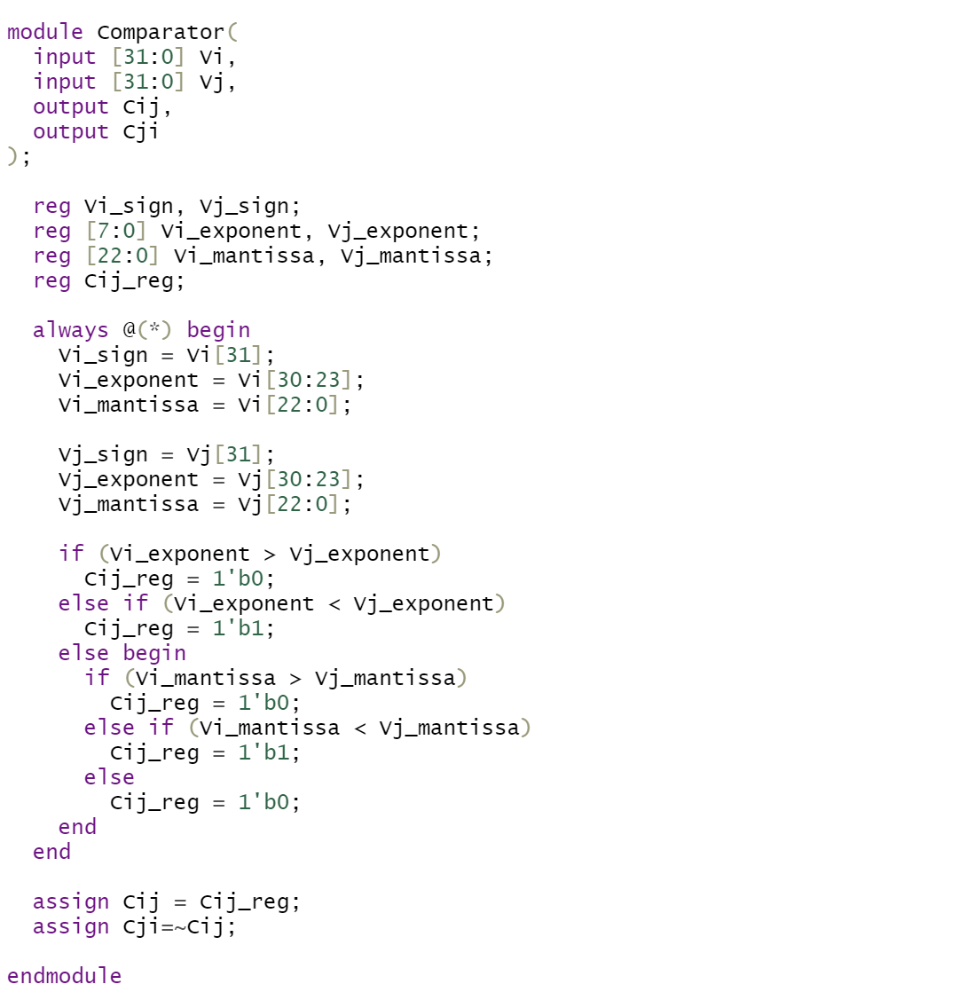 module Comparator(
  input [31:0] Vi,
  input [31:0] Vj,
  output Cij,
  output Cji
);

  reg Vi_sign, Vj_sign;
  reg [7:0] Vi_exponent, Vj_exponent;
  reg [22:0] Vi_mantissa, Vj_mantissa;
  reg Cij_reg;

  always @(*) begin
    Vi_sign = Vi[31];
    Vi_exponent = Vi[30:23];
    Vi_mantissa = Vi[22:0];

    Vj_sign = Vj[31];
    Vj_exponent = Vj[30:23];
    Vj_mantissa = Vj[22:0];

    if (Vi_exponent > Vj_exponent)
      Cij_reg = 1'b0;
    else if (Vi_exponent < Vj_exponent)
      Cij_reg = 1'b1;
    else begin
      if (Vi_mantissa > Vj_mantissa)
        Cij_reg = 1'b0;
      else if (Vi_mantissa < Vj_mantissa)
        Cij_reg = 1'b1;
      else
        Cij_reg = 1'b0;
    end
  end

  assign Cij = Cij_reg;
  assign Cji=~Cij;

endmodule